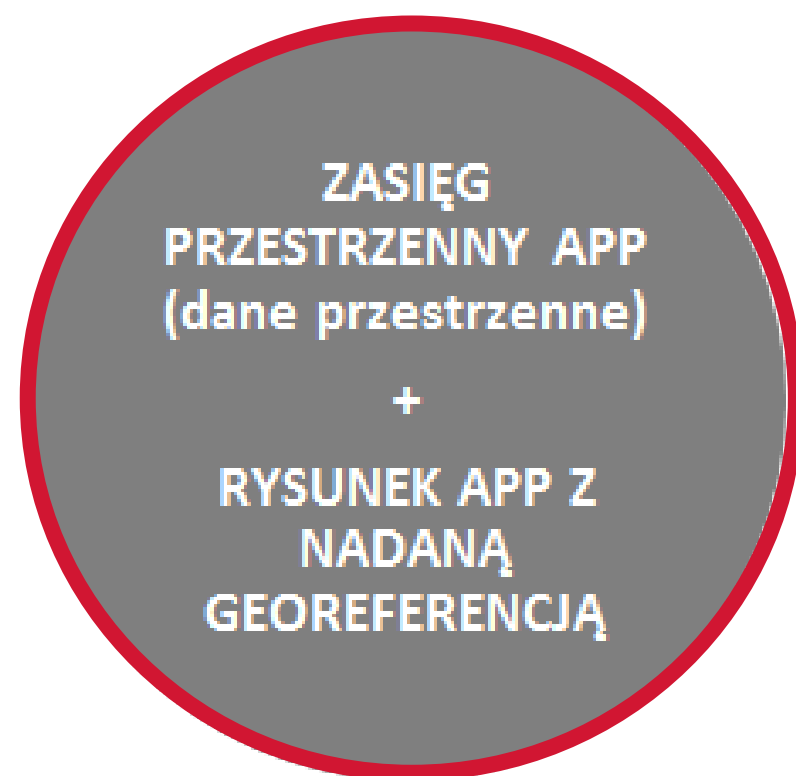 ZASIĘG
PRZESTRZENNY APP
(dane przestrzenne)
+
RYSUNEK APP Z
NADANĄ
GEOREFERENCJĄ